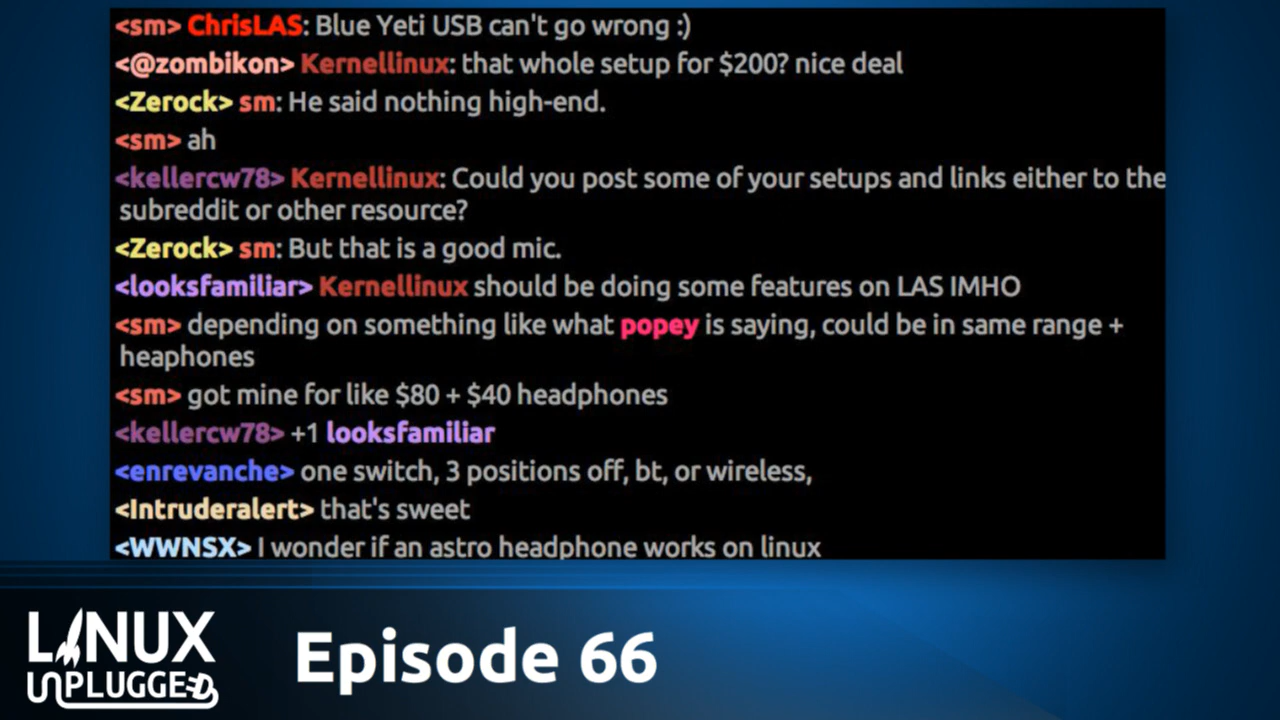 <sm> ChrisLAS: Blue Yeti USB can't go wrong :)
<@zombikon> Kernellinux: that whole setup for $200? nice deal
<Zerock> sm: He said nothing high-end.
<sm> ah
<kellercw78> Kernellinux: Could you post some of your setups and links either to the
subreddit or other resource?
<Zerock> sm: But that is a good mic.
<looksfamiliar> Kernellinux should be doing some features on LAS IMHO
<sm> depending on something like what popey is saying, could be in same range +
heaphones
<sm> got mine for like $80 + $40 headphones
<kellercw78> +1 looksfamiliar
<enrevanche> one switch, 3 positions off, bt, or wireless,
<Intruderalert> that's sweet
<WWNSX> I wonder if an astro headphone works on linux
LINUX
UNPLUGGED
Episode 66